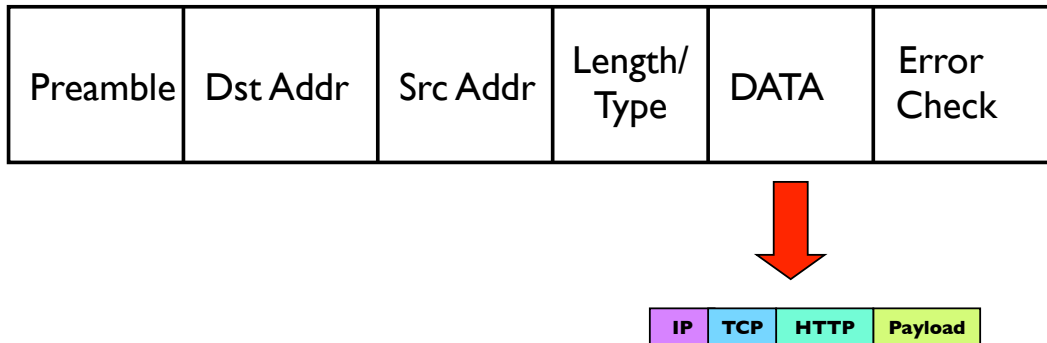 Preamble
Dst Addr
Src Addr
Length/
Type
DATA
Error
Check
IP
TCP
HTTP
Payload